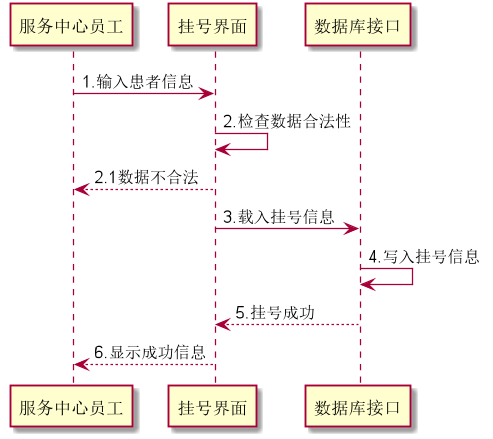 服务中心员工 挂号界面 数据库接口
1.输入患者信息
2.检查数据合法性
2.1数据不合法
3.载入挂号信息
4.写入挂号信息
5.挂号成功
6.显示成功信息
服务中心员工 挂号界面 数据库接口